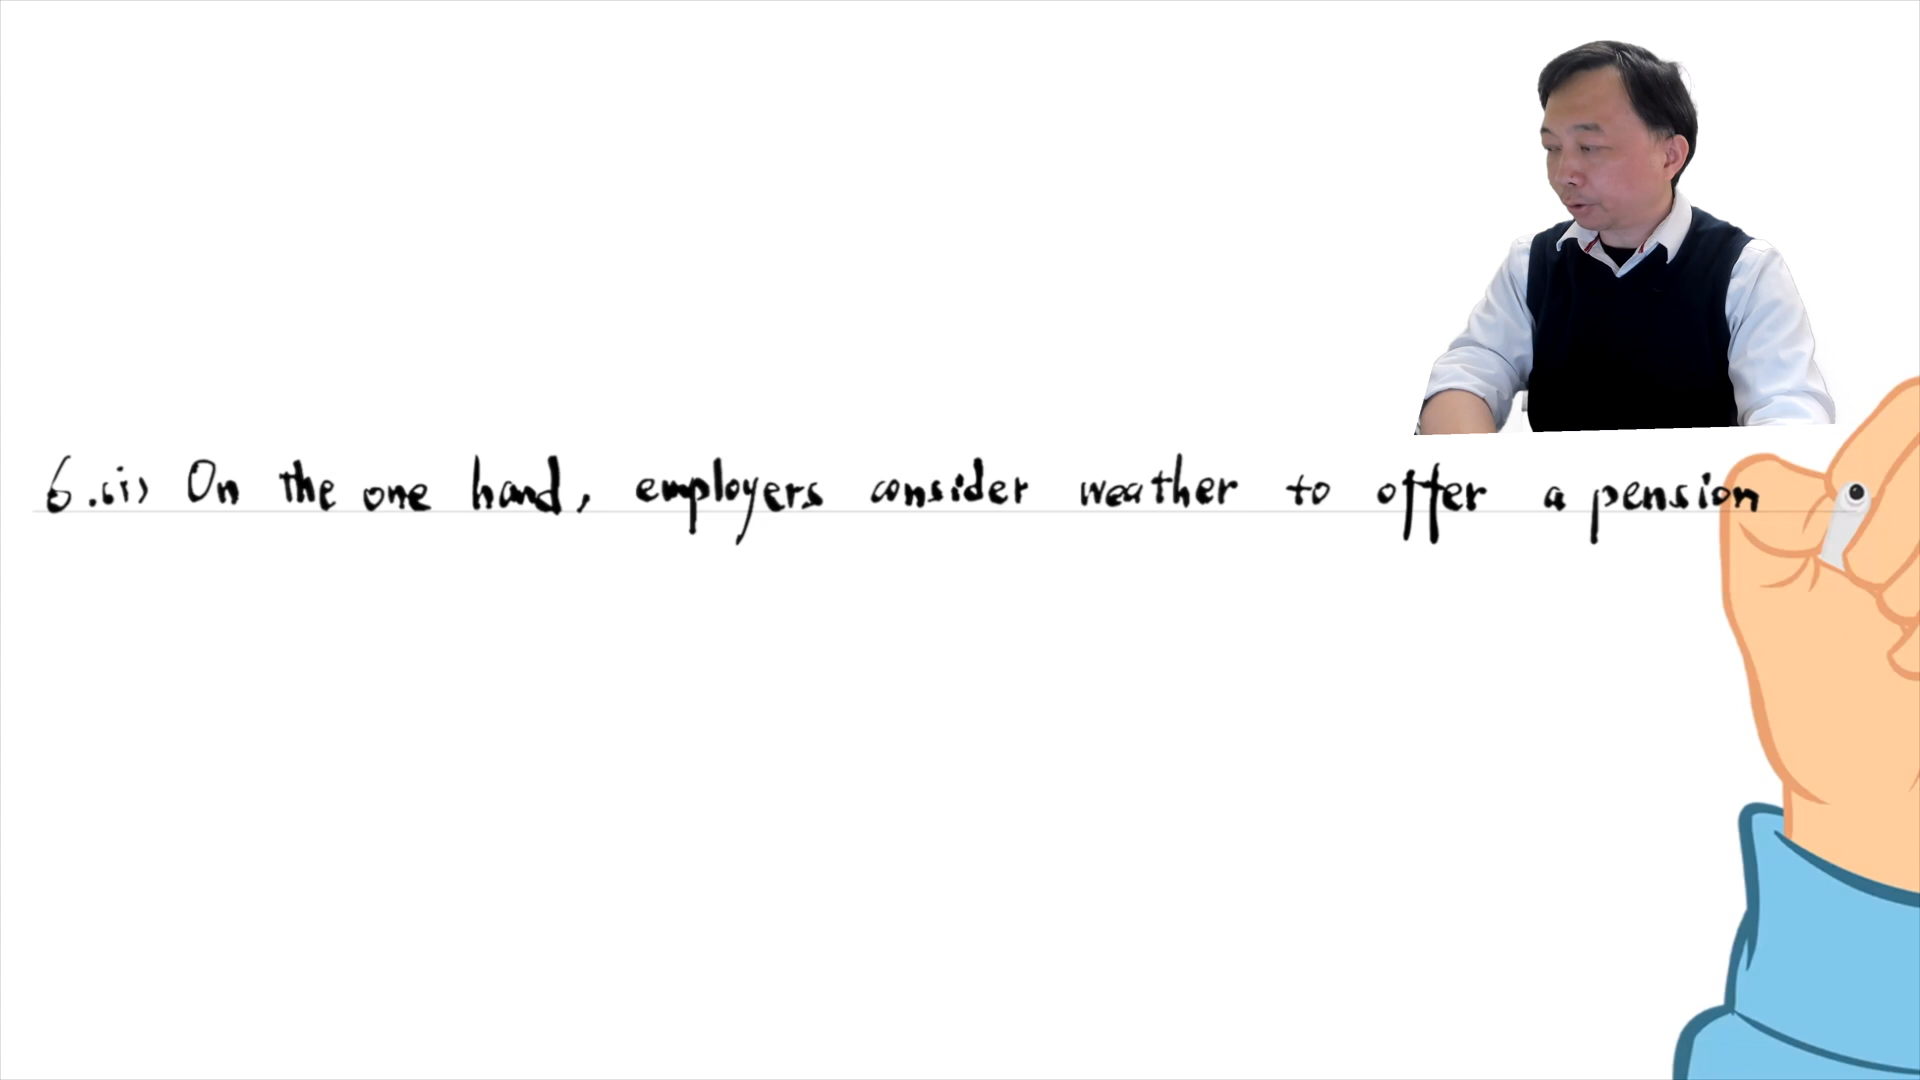 6.(i) On the one hand, employers consider weather to offer a pension